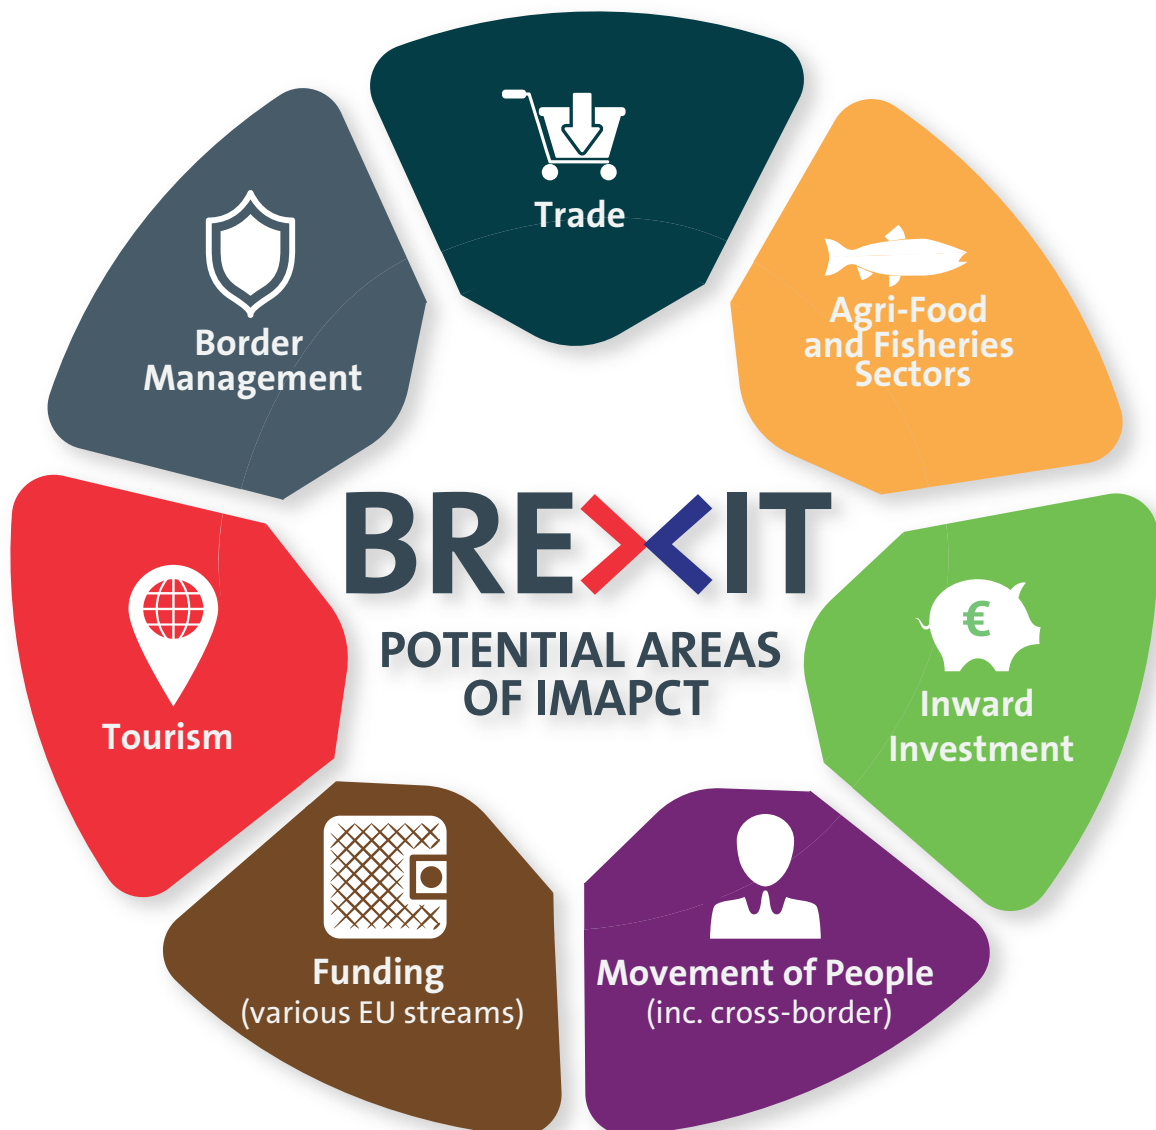 Trade
Agri-Food
and Fisheries
Sectors
€
Inward
Investment
Movement of People
(inc. cross-border)
Funding
(various EU streams)
Tourism
Border
Management
BREXIT
POTENTIAL AREAS
OF IMAPCT